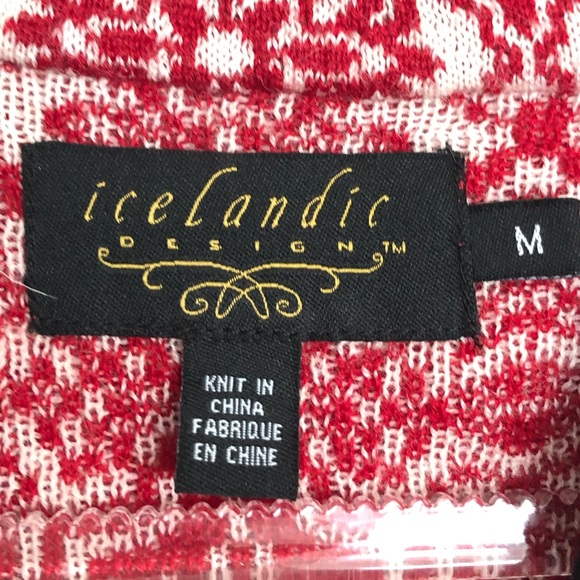 icelandic
DESIGN™
M
KNIT IN
CHINA
FABRIQUE
EN CHINE